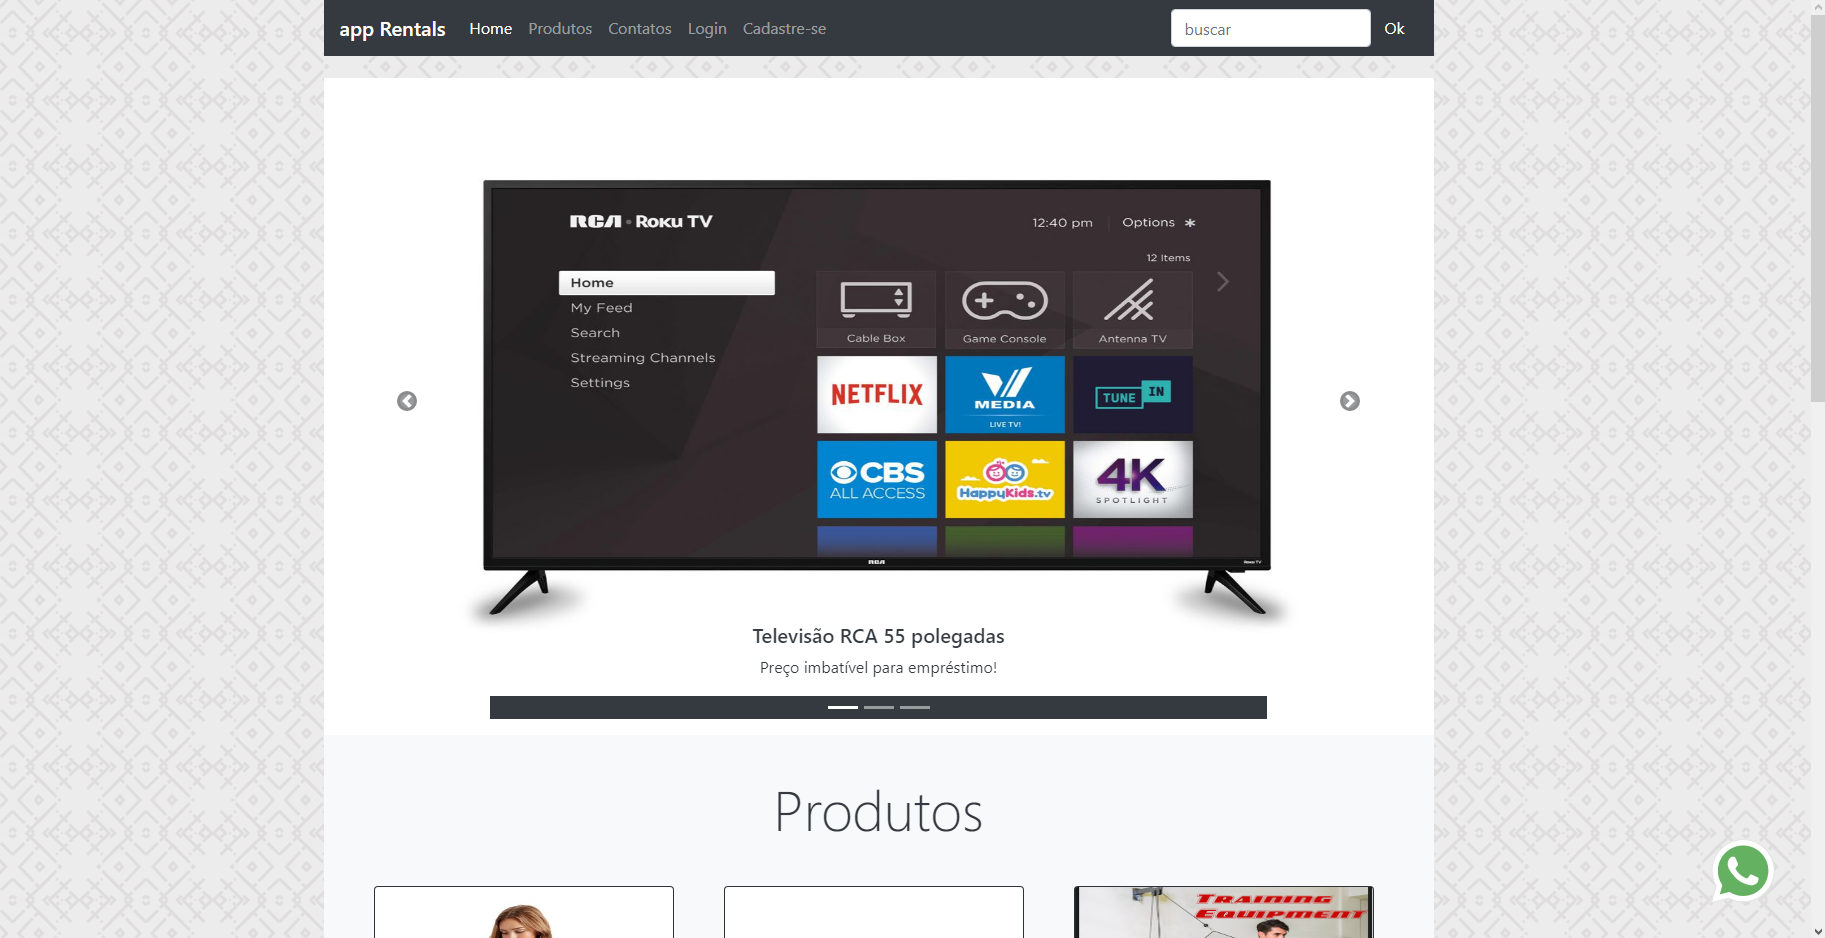 app Rentals Home Produtos Contatos Login Cadastre-se buscar Ok
RCA • Roku TV 12:40 pm Options *
12 Items
Home
My Feed
Search
Streaming Channels
Settings
Cable Box Game Console Antenna TV
NETFLIX
MEDIA
LIVE TV!
TUNE IN
CBS
ALL ACCESS
HappyKids.tv
4K
SPOTLIGHT
RCA Roku TV
Televisão RCA 55 polegadas
Preço imbatível para empréstimo!
Produtos
TRAINING
EQUIPMENT